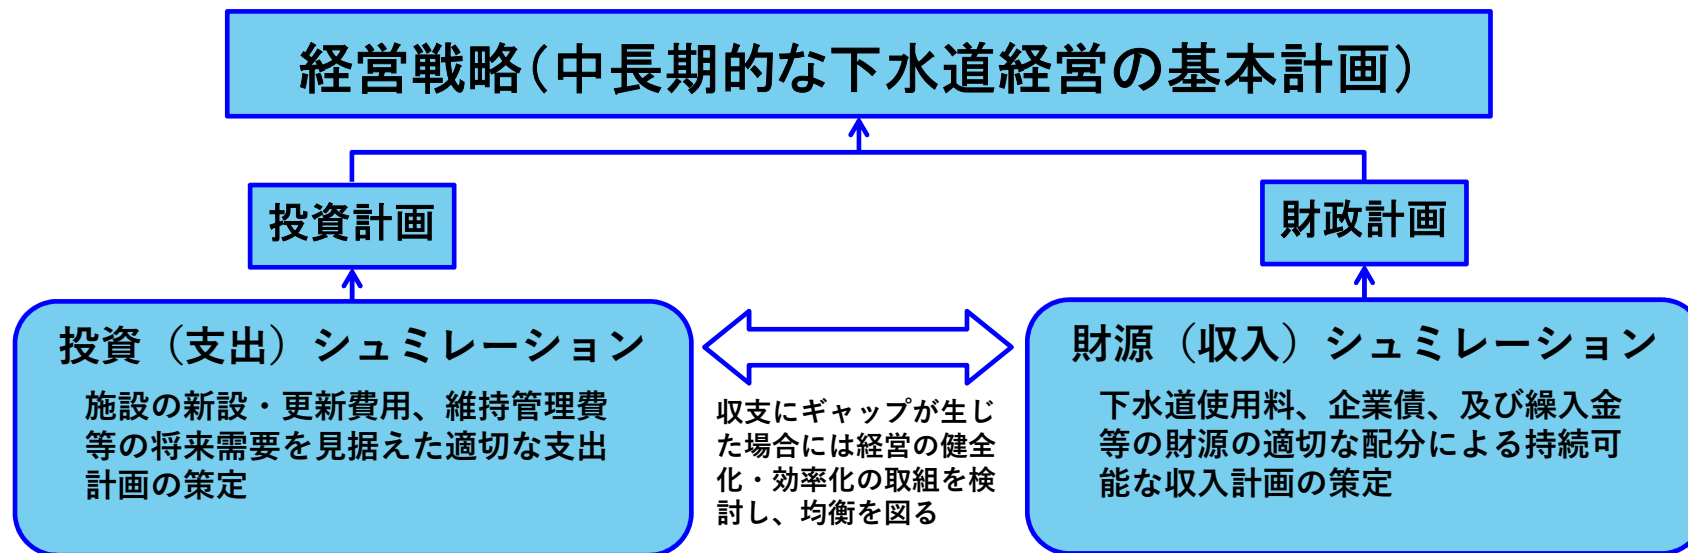 経営戦略（中長期的な下水道経営の基本計画）
投資計画
財政計画
投資（支出）シュミレーション
施設の新設・更新費用、維持管理費
等の将来需要を見据えた適切な支出
計画の策定
収支にギャップが生じ
た場合には経営の健全
化・効率化の取組を検
討し、均衡を図る
財源（収入）シュミレーション
下水道使用料、企業債、及び繰入金
等の財源の適切な配分による持続可
能な収入計画の策定